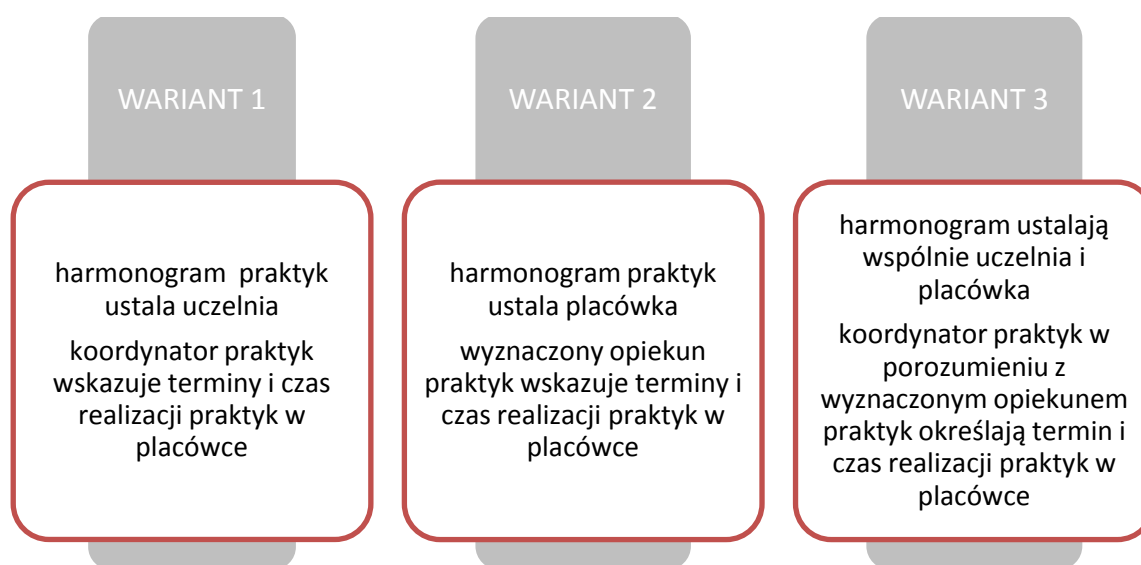 WARIANT 1
harmonogram praktyk
ustala uczelnia
koordynator praktyk
wskazuje terminy i czas
realizacji praktyk w
placówce
WARIANT 2
harmonogram praktyk
ustala placówka
wyznaczony opiekun
praktyk wskazuje terminy i
czas realizacji praktyk w
placówce
WARIANT 3
harmonogram ustalają
wspólnie uczelnia i
placówka
koordynator praktyk w
porozumieniu z
wyznaczonym opiekunem
praktyk określają termin i
czas realizacji praktyk w
placówce